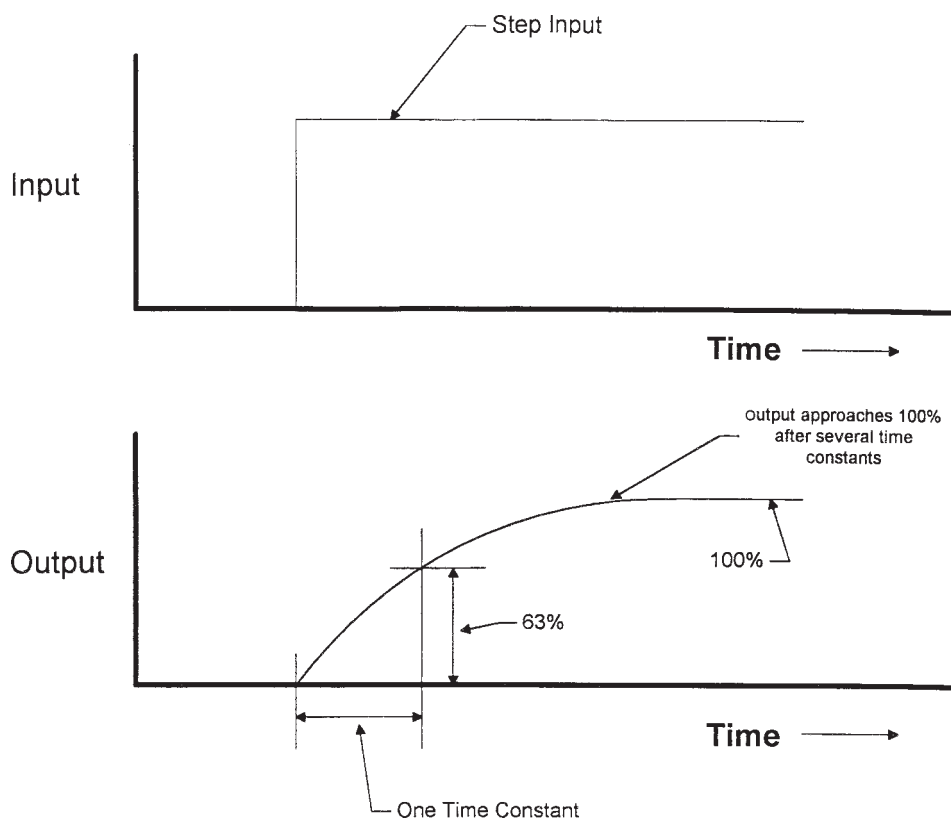 Step Input
Input
Time
Output approaches 100%
after several time
constants
Output
100%
63%
Time
One Time Constant